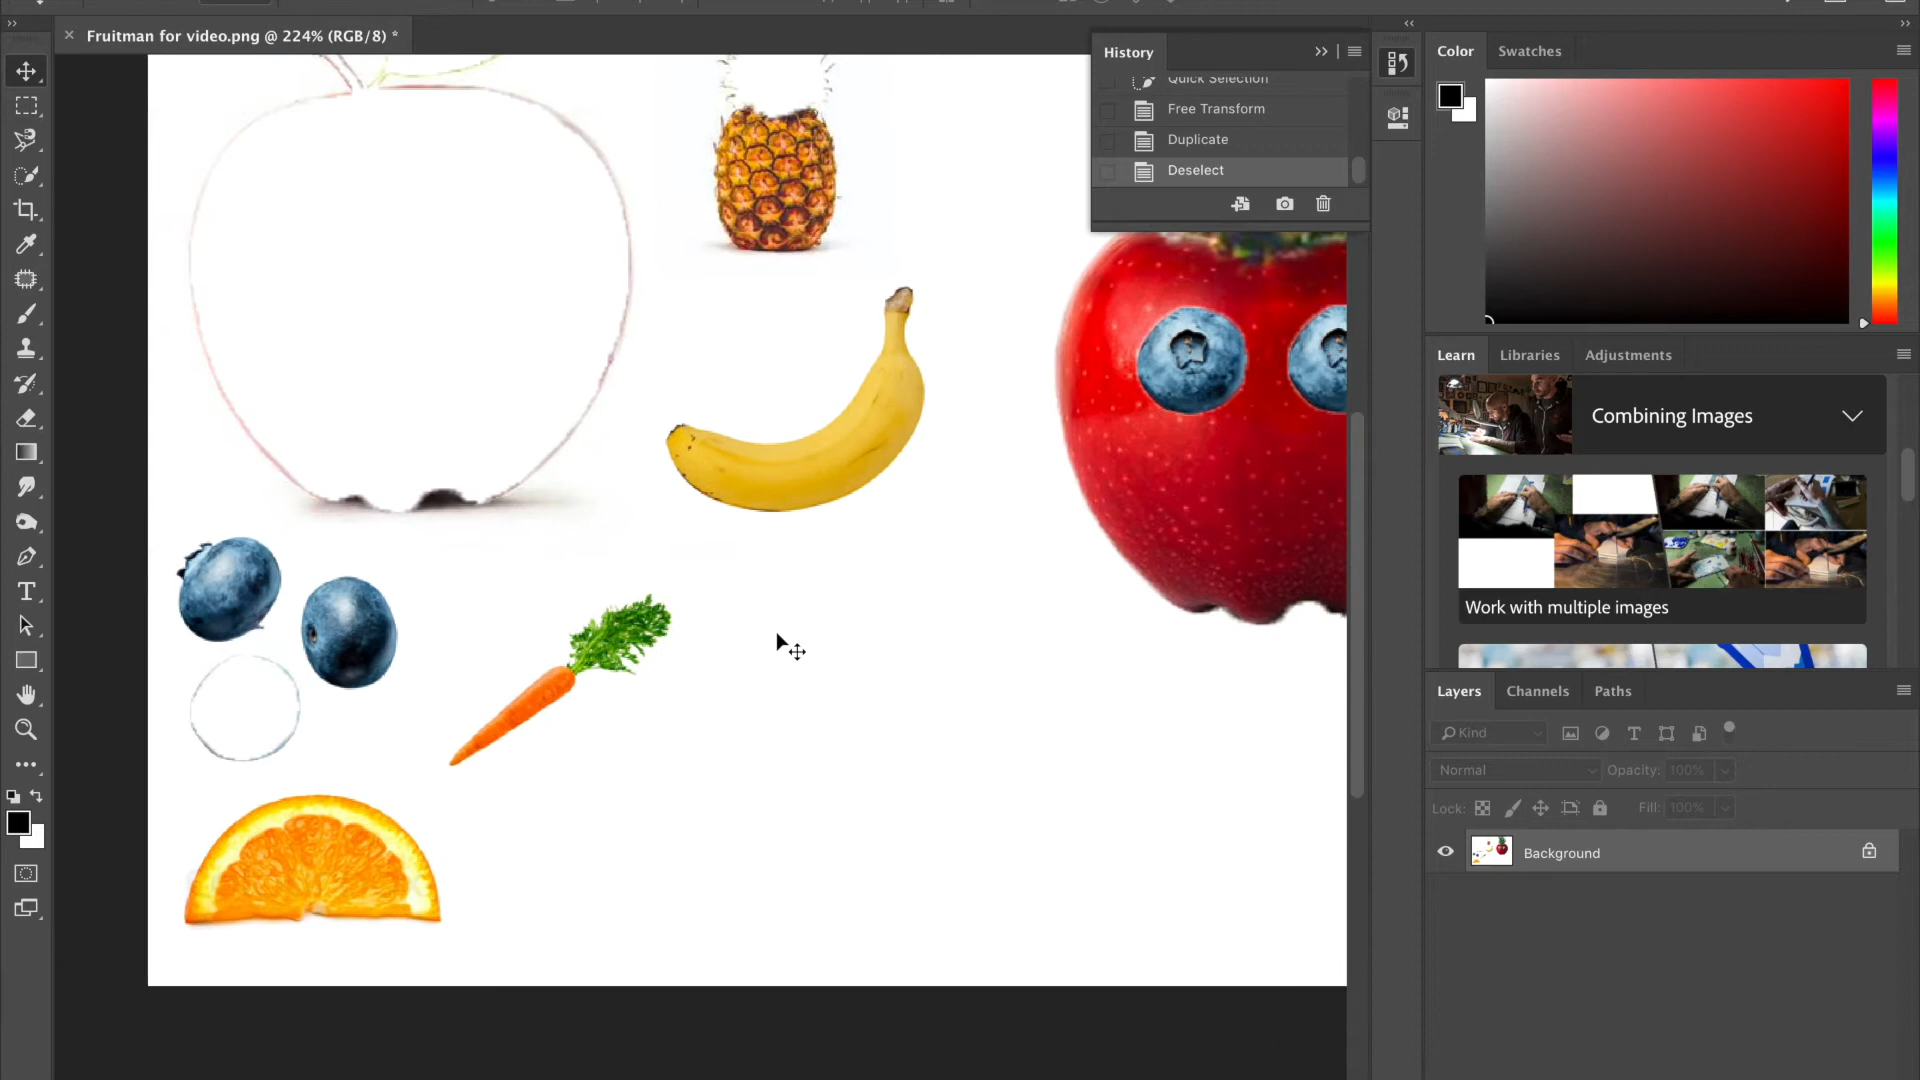 Fruitman for video.png @ 224% (RGB/8) *
History
Quick Selection
Free Transform
Duplicate
Deselect
Color
Swatches
Learn
Libraries
Adjustments
Combining Images
Work with multiple images
Layers
Channels
Paths
Kind
Normal
Opacity: 100%
Lock:
Fill: 100%
Background